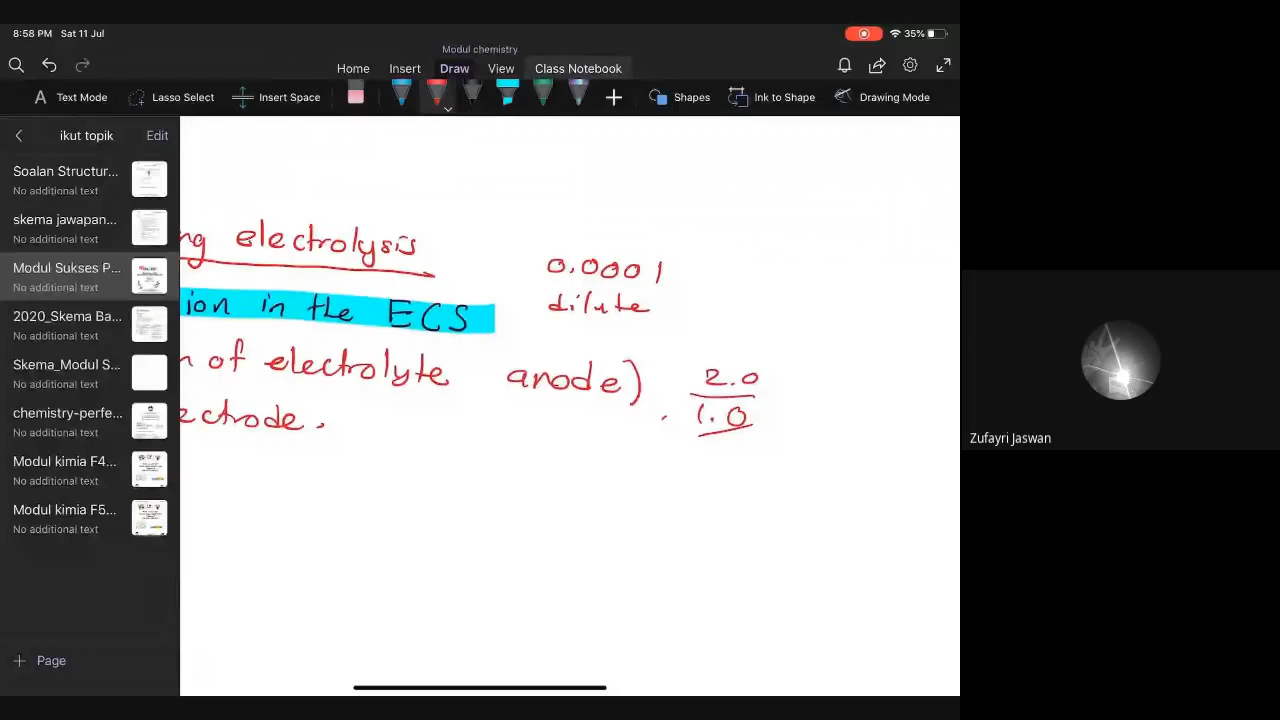 8:58 PM Sat 11 Jul
35%
Modul chemistry
Home Insert Draw View Class Notebook
A Text Mode Lasso Select Insert Space Shapes Ink to Shape Drawing Mode
ikut topik Edit
Soalan Structur...
No additional text
skema jawapan...
No additional text
Modul Sukses P...
No additional text
2020_Skema Ba...
No additional text
Skema_Modul S...
No additional text
chemistry-perfe...
No additional text
Modul kimia F4...
No additional text
Modul kimia F5...
No additional text
Page
ng electrolysis
ion in the ECS
n of electrolyte anode)
ectrode.
0.0001
dilute
2.0
1.0
Zufayri Jaswan